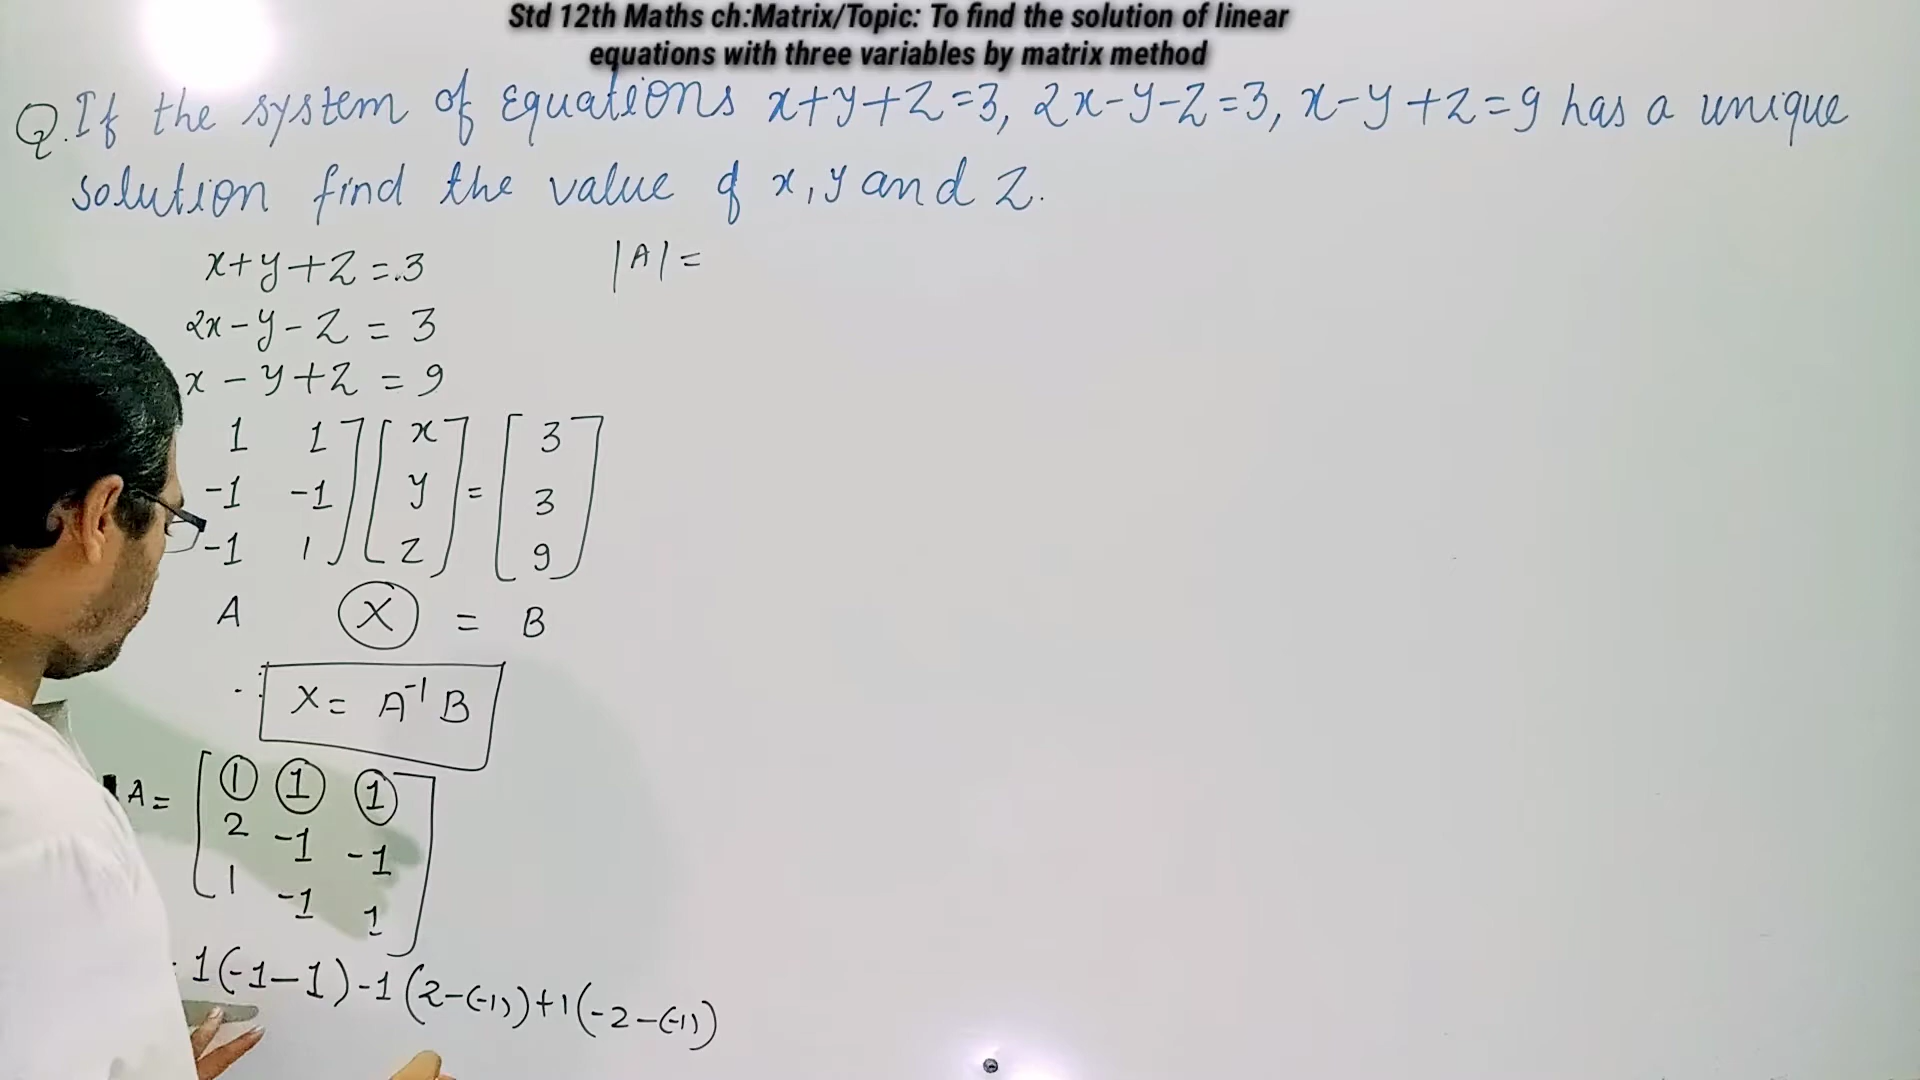 Std 12th Maths ch:Matrix/Topic: To find the solution of linear
equations with three variables by matrix method
Q.If the system of Equations x+y+z=3, 2x-y-z=3, x-y+z=9 has a unique
solution find the value of x, y and z.
x+y+z=.3
2x-y-z = 3
x-y+z = 9
1 1] [x] = [3]
-1 -1] [y] = [3]
-1 1] [z] = [9]
A X = B
X= A⁻¹ B
A= [1 1 1
2 -1 -1
1 -1 1]
1(-1-1)-1(2-(-1))+1(-2-(-1))
|A|=